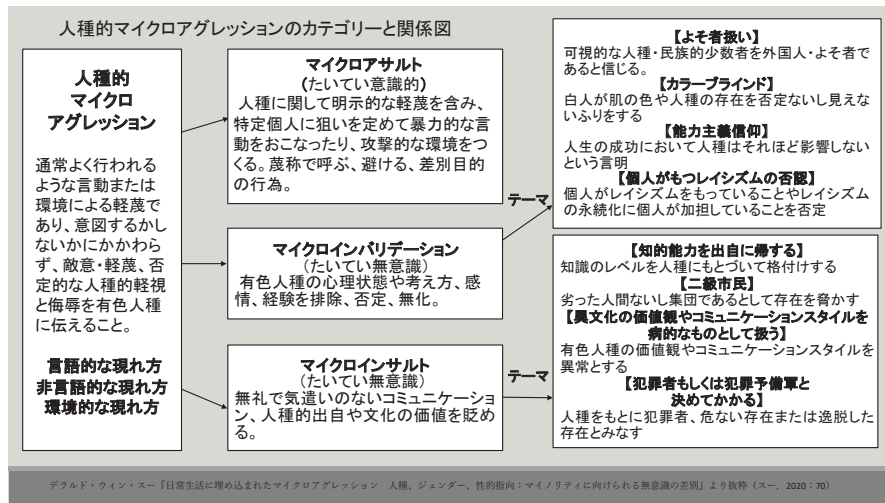 人種的マイクロアグレッションのカテゴリーと関係図
人種的
マイクロ
アグレッション
通常よく行われる
ような言動または
環境による軽蔑で
あり、意図するかし
ないかにかかわら
ず、敵意・軽蔑、否
定的な人種的軽視
と侮辱を有色人種
に伝えること。
言語的な現れ方
非言語的な現れ方
環境的な現れ方
マイクロアサルト
(たいてい意識的)
人種に関して明示的な軽蔑を含み、
特定個人に狙いを定めて暴力的な言
動をおこなったり、攻撃的な環境をつ
くる。蔑称で呼ぶ、避ける、差別目的
の行為。
マイクロインバリデーション
(たいてい無意識)
有色人種の心理状態や考え方、感
情、経験を排除、否定、無化。
マイクロインサルト
(たいてい無意識)
無礼で気遣いのないコミュニケーショ
ン、人種的出自や文化の価値を貶め
る。
テーマ
テーマ
【よそ者扱い】
可視的な人種・民族的少数者を外国人・よそ者で
あると信じる。
【カラーブラインド】
白人が肌の色や人種の存在を否定ないし見えな
いふりをする
【能力主義信仰】
人生の成功において人種はそれほど影響しない
という言明
【個人がもつレイシズムの否認】
個人がレイシズムをもっていることやレイシズム
の永続化に個人が加担していることを否定
【知的能力を出自に帰する】
知識のレベルを人種にもとづいて格付けする
【二級市民】
劣った人間ないし集団であるとして存在を脅かす
【異文化の価値観やコミュニケーションスタイルを
病的なものとして扱う】
有色人種の価値観やコミュニケーションスタイルを
異常とする
【犯罪者もしくは犯罪予備軍と
決めてかかる】
人種をもとに犯罪者、危ない存在または逸脱した
存在とみなす
デラルド・ウィン・スー『日常生活に埋め込まれたマイクロアグレッション 人種、ジェンダー、性的指向：マイノリティに向けられる無意識の差別』より抜粋（スー，2020：70）